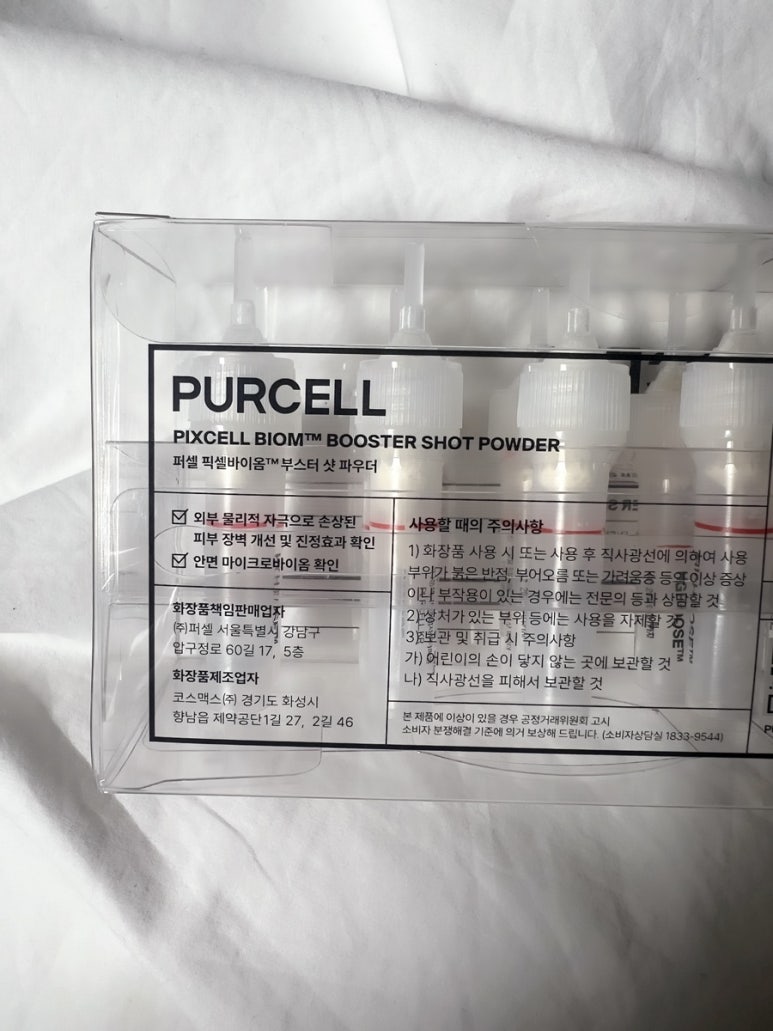 PURCELL
PIXCELL BIOM™ BOOSTER SHOT POWDER
퍼셀 픽셀바이옴™ 부스터 샷 파우더
외부 물리적 자극으로 손상된
피부 장벽 개선 및 진정효과 확인
안면 마이크로바이옴 확인
화장품책임판매업자
㈜퍼셀 서울특별시 강남구
압구정로 60길 17, 5층
화장품제조업자
코스맥스㈜ 경기도 화성시
향남읍 제약공단1길 27, 2길 46
사용할 때의 주의사항
1) 화장품 사용 시 또는 사용 후 직사광선에 의하여 사용
부위가 붉은 반점, 부어오름 또는 가려움증 등의 이상 증상
이나 부작용이 있는 경우에는 전문의 등과 상담할 것
2) 상처가 있는 부위 등에는 사용을 자제할 것
3) 보관 및 취급 시 주의사항
가) 어린이의 손이 닿지 않는 곳에 보관할 것
나) 직사광선을 피해서 보관할 것
본 제품에 이상이 있을 경우 공정거래위원회 고시
소비자 분쟁해결 기준에 의거 보상해 드립니다. (소비자상담실 1833-9544)